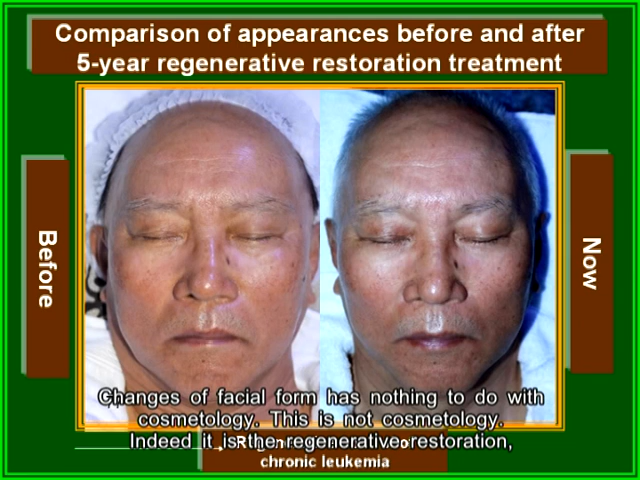 Comparison of appearances before and after
5-year regenerative restoration treatment
Before
Now
Changes of facial form has nothing to do with
cosmetology. This is not cosmetology.
Indeed it is the regenerative restoration,
chronic leukemia